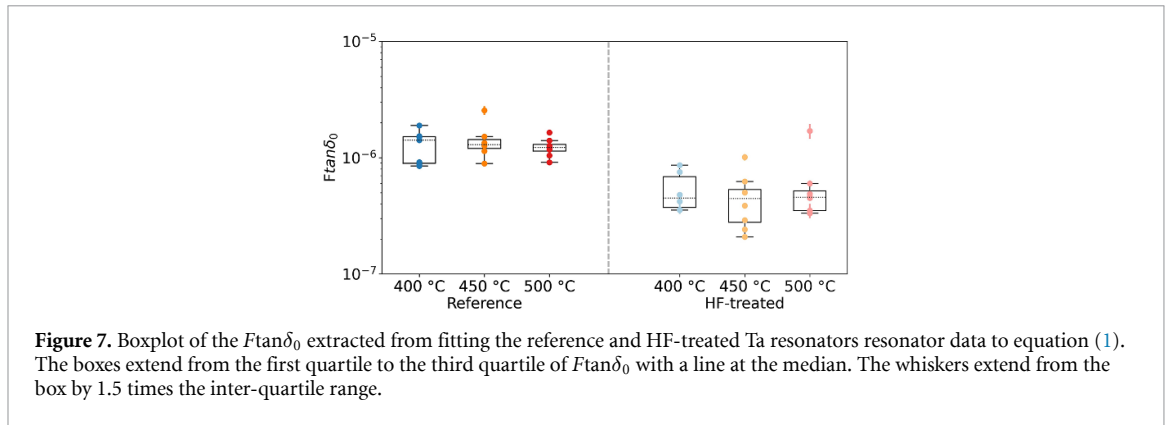 10⁻⁵
10⁻⁶
10⁻⁷
Ftanδ₀
400 °C 450 °C 500 °C 400 °C 450 °C 500 °C
Reference HF-treated
Figure 7. Boxplot of the Ftanδ₀ extracted from fitting the reference and HF-treated Ta resonators resonator data to equation (1).
The boxes extend from the first quartile to the third quartile of Ftanδ₀ with a line at the median. The whiskers extend from the
box by 1.5 times the inter-quartile range.